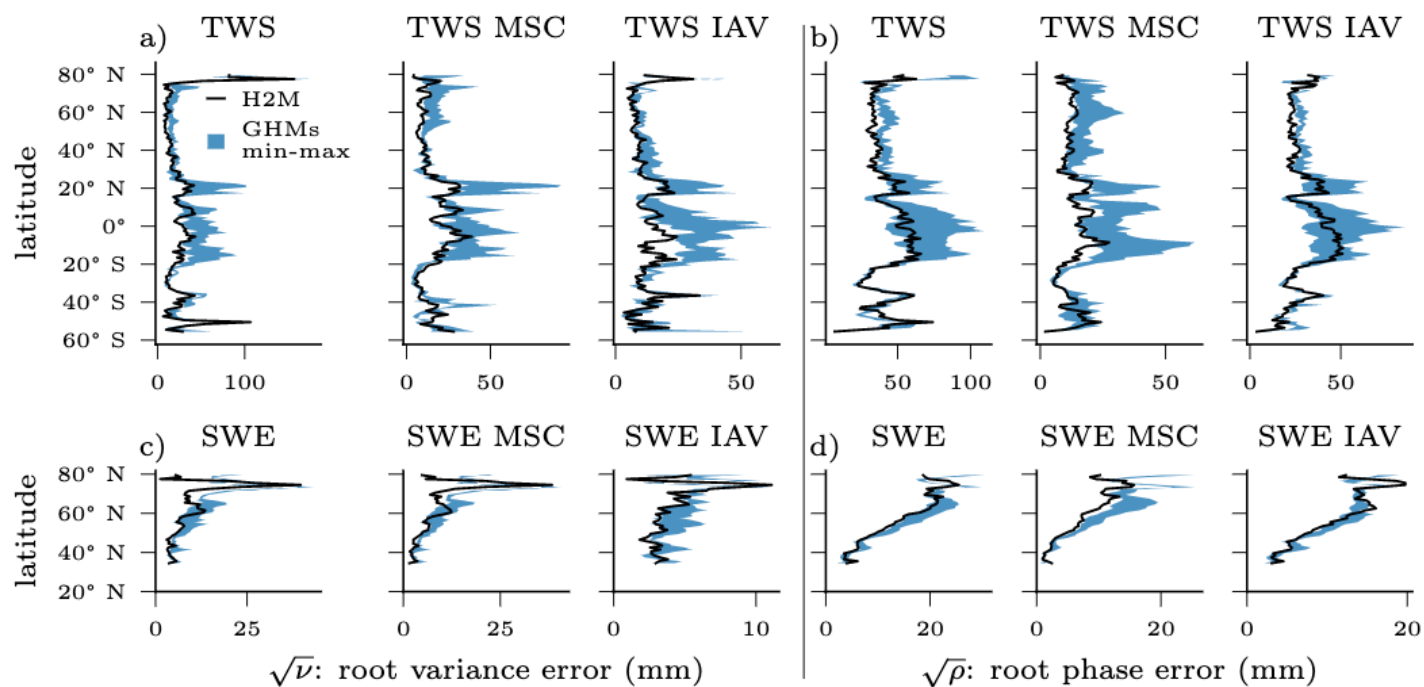 a) TWS TWS MSC TWS IAV b) TWS TWS MSC TWS IAV
80° N
60° N
40° N
20° N
0°
20° S
40° S
60° S
latitude
H2M
GHMs
min-max
0 100 0 50 0 50 50 100 0 50 0 50
c) SWE SWE MSC SWE IAV d) SWE SWE MSC SWE IAV
80° N
60° N
40° N
20° N
latitude
0 25 0 25 0 10 0 20 0 20 0 20
√ν: root variance error (mm) √ρ: root phase error (mm)